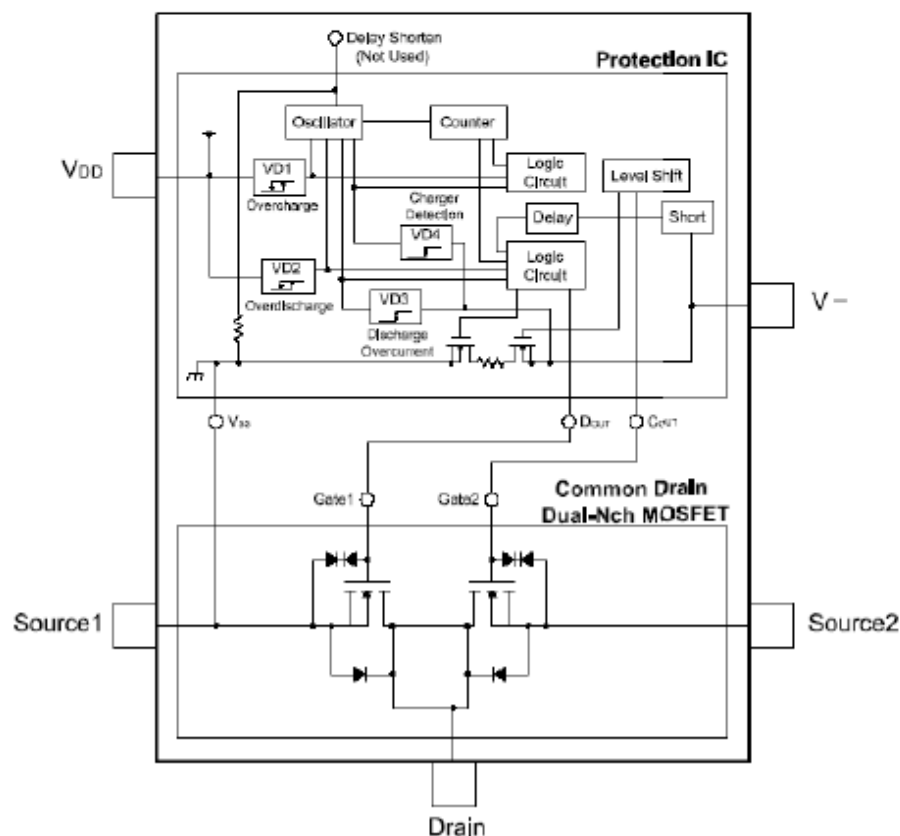 Delay Shorten
(Not Used)
Protection IC
Oscillator
Counter
VDD
VD1
Overcharge
Logic
Circuit
Level Shift
Charger
Detection
VD4
Delay
Short
VD2
Overdischarge
Logic
Circuit
VD3
Discharge
Overcurrent
V−
VSS
DOUT
COUT
Gate1
Gate2
Common Drain
Dual-Nch MOSFET
Source1
Source2
Drain